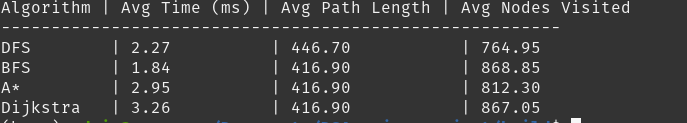 Algorithm | Avg Time (ms) | Avg Path Length | Avg Nodes Visited
------------------------------------------------------------
DFS       | 2.27          | 446.70          | 764.95
BFS       | 1.84          | 416.90          | 868.85
A*        | 2.95          | 416.90          | 812.30
Dijkstra  | 3.26          | 416.90          | 867.05